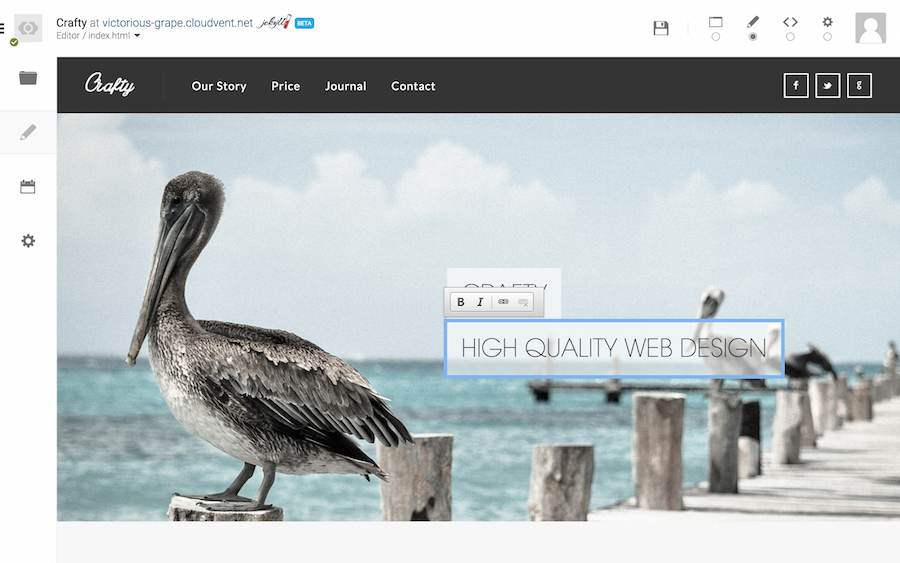 Crafty at victorious-grape.cloudvent.net jekyll BETA
Editor / index.html
Crafty
Our Story Price Journal Contact
f g
CRAFTY
B I
HIGH QUALITY WEB DESIGN